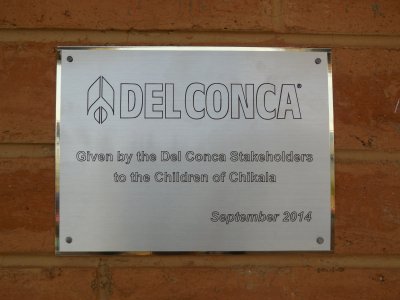 DEL CONCA®
Given by the Del Conca Stakeholders
to the Children of Chikala
September 2014